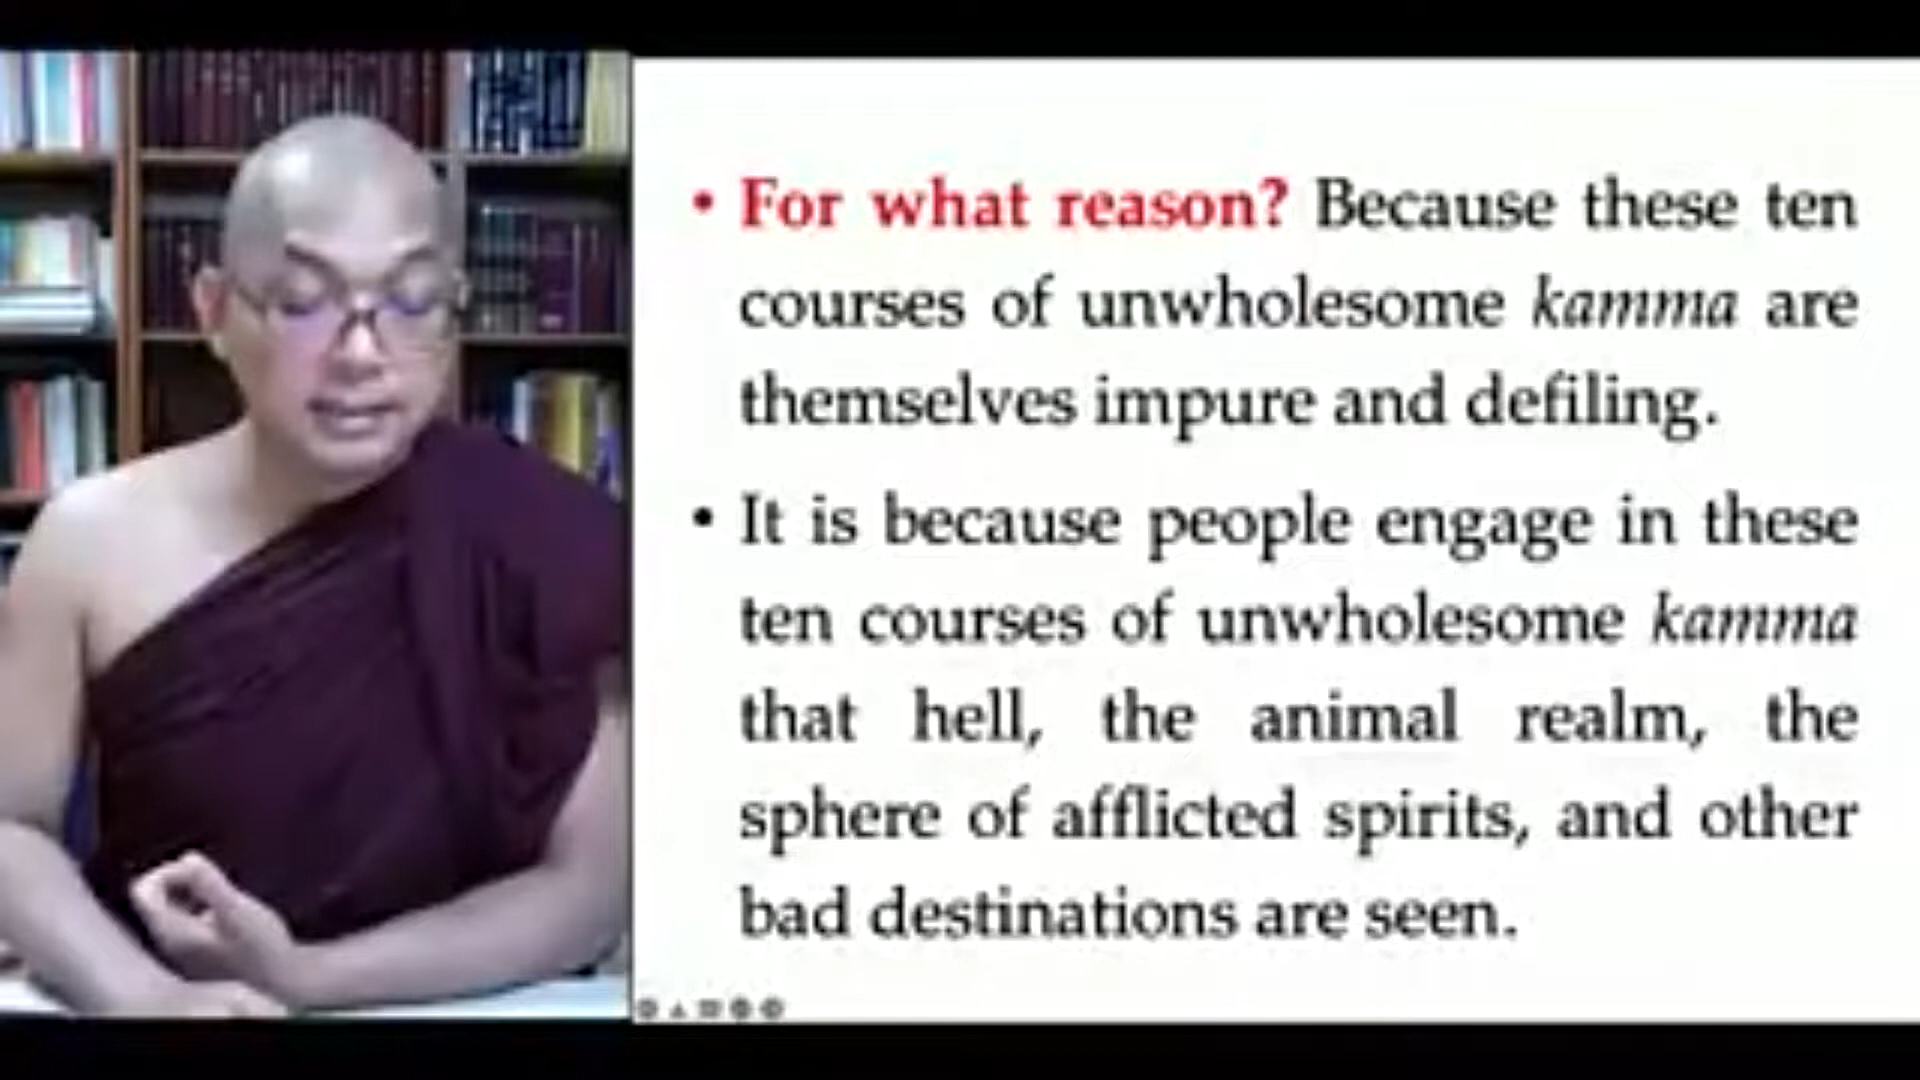 • For what reason? Because these ten
courses of unwholesome kamma are
themselves impure and defiling.
• It is because people engage in these
ten courses of unwholesome kamma
that hell, the animal realm, the
sphere of afflicted spirits, and other
bad destinations are seen.